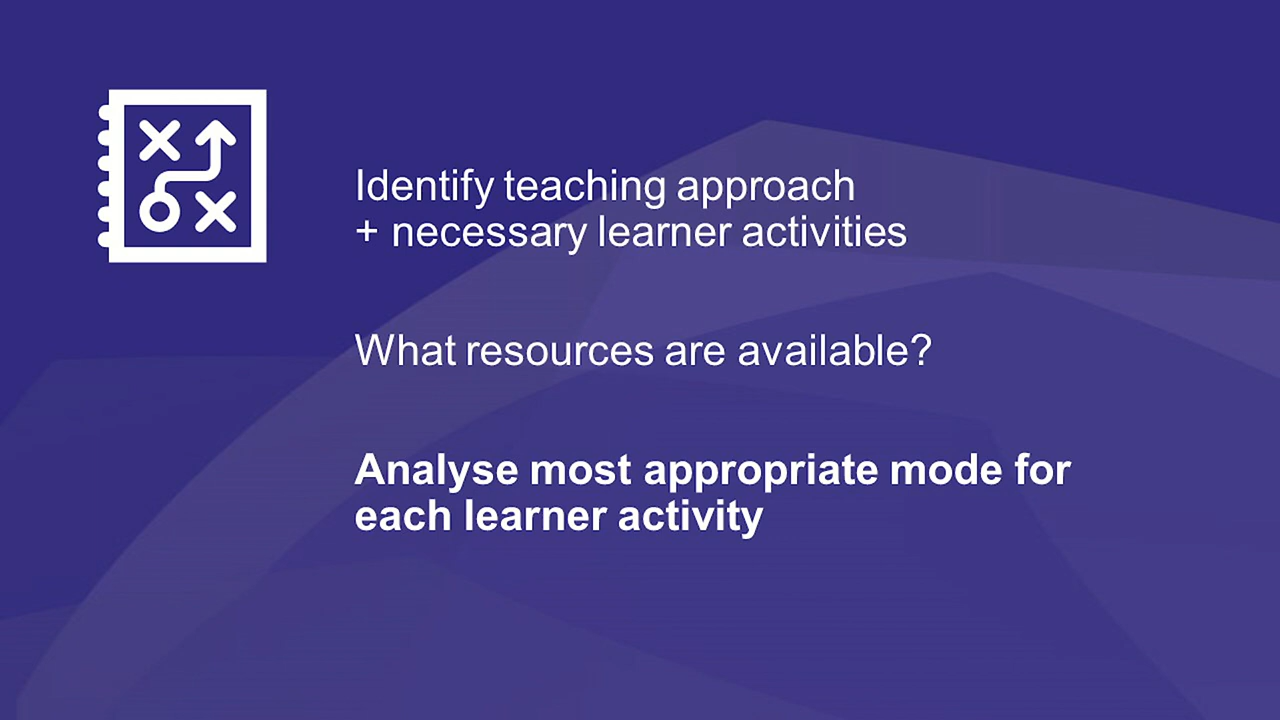 Identify teaching approach
+ necessary learner activities
What resources are available?
Analyse most appropriate mode for
each learner activity